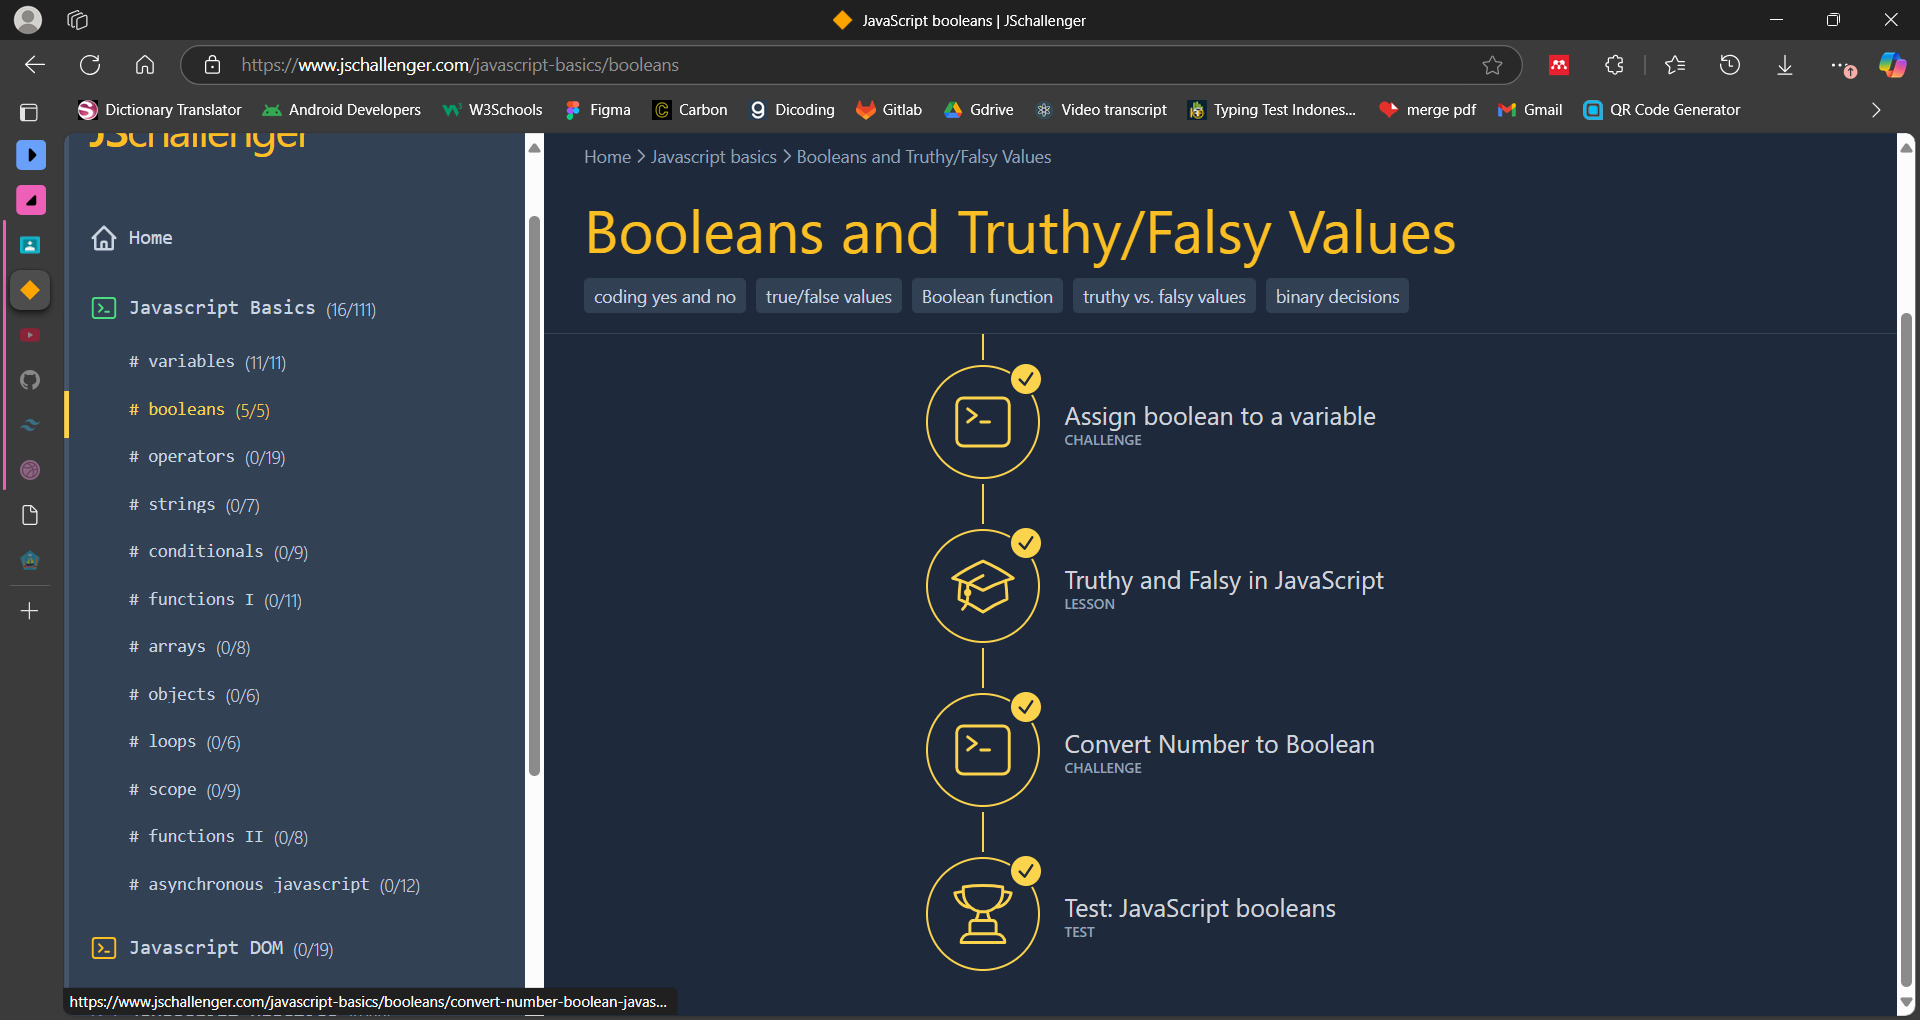 JavaScript booleans | JSchallenger
https://www.jschallenger.com/javascript-basics/booleans
Dictionary Translator
Android Developers
W3Schools
Figma
Carbon
Dicoding
Gitlab
Gdrive
Video transcript
Typing Test Indones...
merge pdf
Gmail
QR Code Generator
JSchallenger
Home
Javascript Basics (16/111)
# variables (11/11)
# booleans (5/5)
# operators (0/19)
# strings (0/7)
# conditionals (0/9)
# functions I (0/11)
# arrays (0/8)
# objects (0/6)
# loops (0/6)
# scope (0/9)
# functions II (0/8)
# asynchronous javascript (0/12)
Javascript DOM (0/19)
https://www.jschallenger.com/javascript-basics/booleans/convert-number-boolean-javas...
Home > Javascript basics > Booleans and Truthy/Falsy Values
Booleans and Truthy/Falsy Values
coding yes and no
true/false values
Boolean function
truthy vs. falsy values
binary decisions
Assign boolean to a variable
CHALLENGE
Truthy and Falsy in JavaScript
LESSON
Convert Number to Boolean
CHALLENGE
Test: JavaScript booleans
TEST